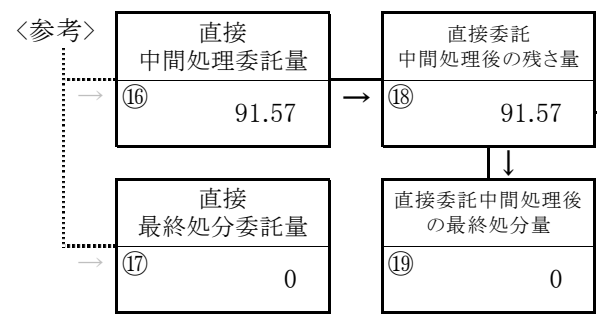 〈参考〉
直接
中間処理委託量
⑯
91.57
→
→
直接委託
中間処理後の残さ量
⑱
91.57
↓
直接
最終処分委託量
⑰
0
→
直接委託中間処理後
の最終処分量
⑲
0